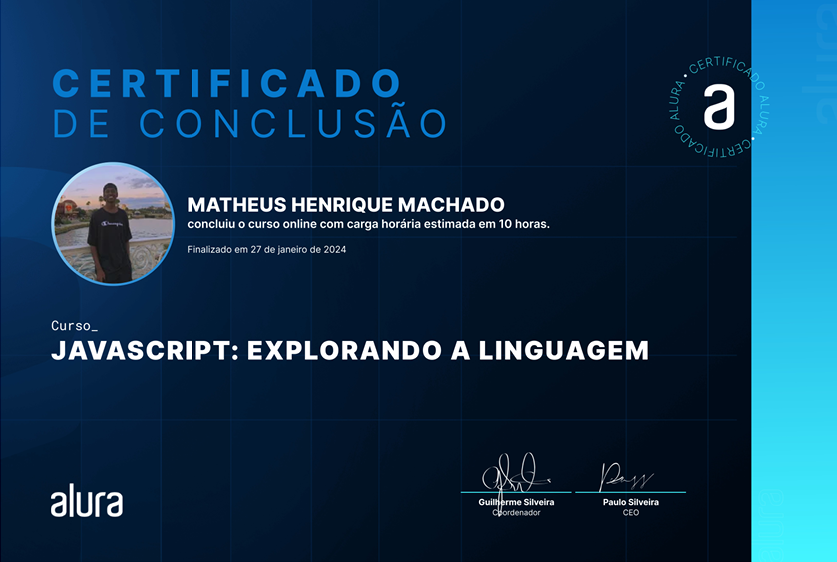 CERTIFICADO
DE CONCLUSÃO
CERTIFICADO ALURA • CERTIFICADO ALURA •
a
MATHEUS HENRIQUE MACHADO
concluiu o curso online com carga horária estimada em 10 horas.
Finalizado em 27 de janeiro de 2024
Champion
Curso_
JAVASCRIPT: EXPLORANDO A LINGUAGEM
alura
Guilherme Silveira
Coordenador
Paulo Silveira
CEO